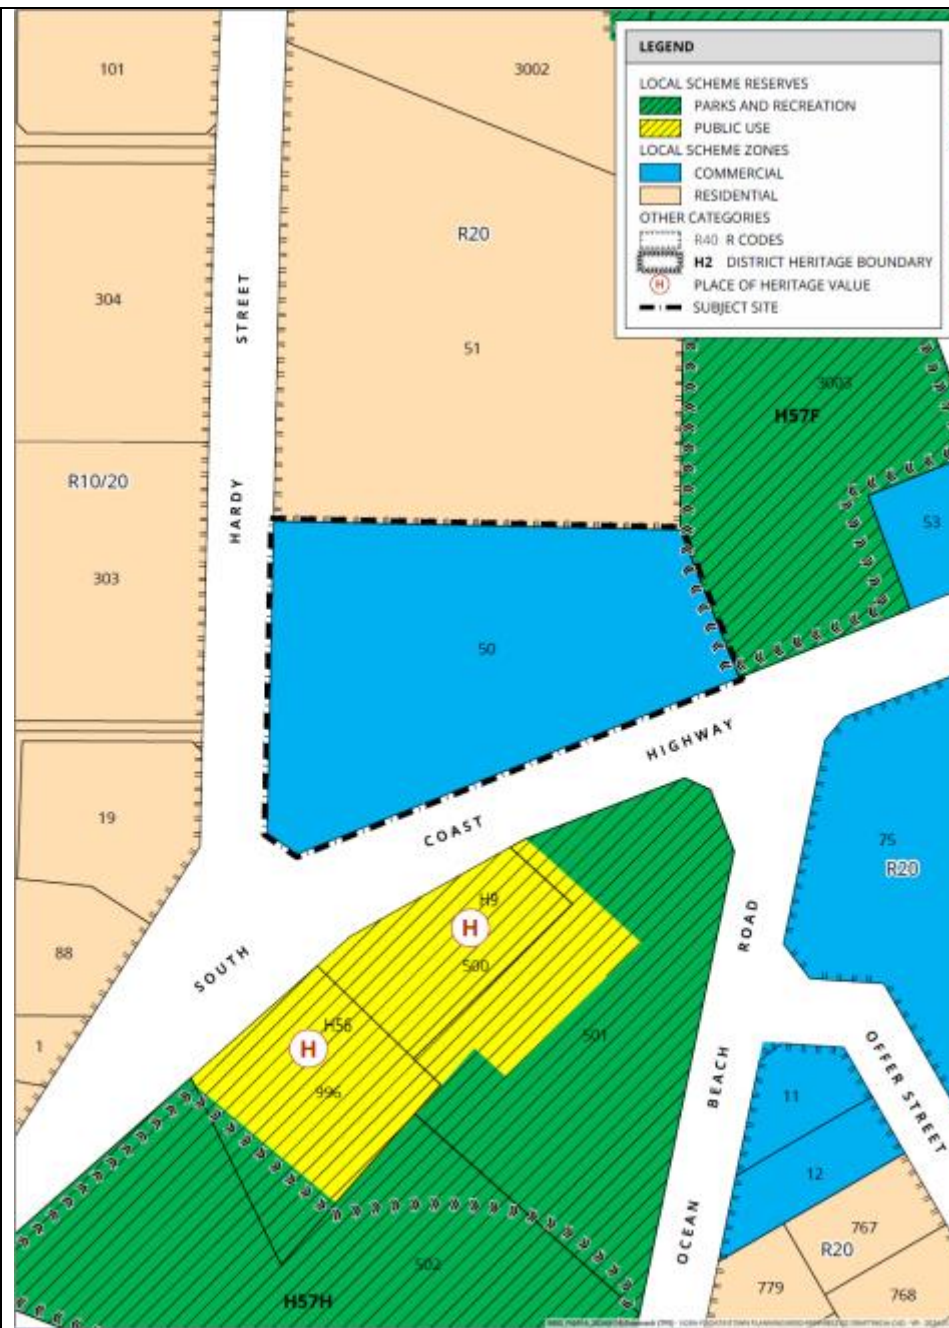 101
3002
LEGEND
LOCAL SCHEME RESERVES
PARKS AND RECREATION
PUBLIC USE
LOCAL SCHEME ZONES
COMMERCIAL
RESIDENTIAL
OTHER CATEGORIES
R40 R CODES
H2 DISTRICT HERITAGE BOUNDARY
H PLACE OF HERITAGE VALUE
SUBJECT SITE
R20
304
HARDY STREET
51
3003
H57F
R10/20
53
303
50
SOUTH COAST HIGHWAY
19
75
R20
H9
H
500
88
H56
H
996
1
501
OCEAN BEACH ROAD
OFFER STREET
11
12
767
R20
779
768
502
H57H